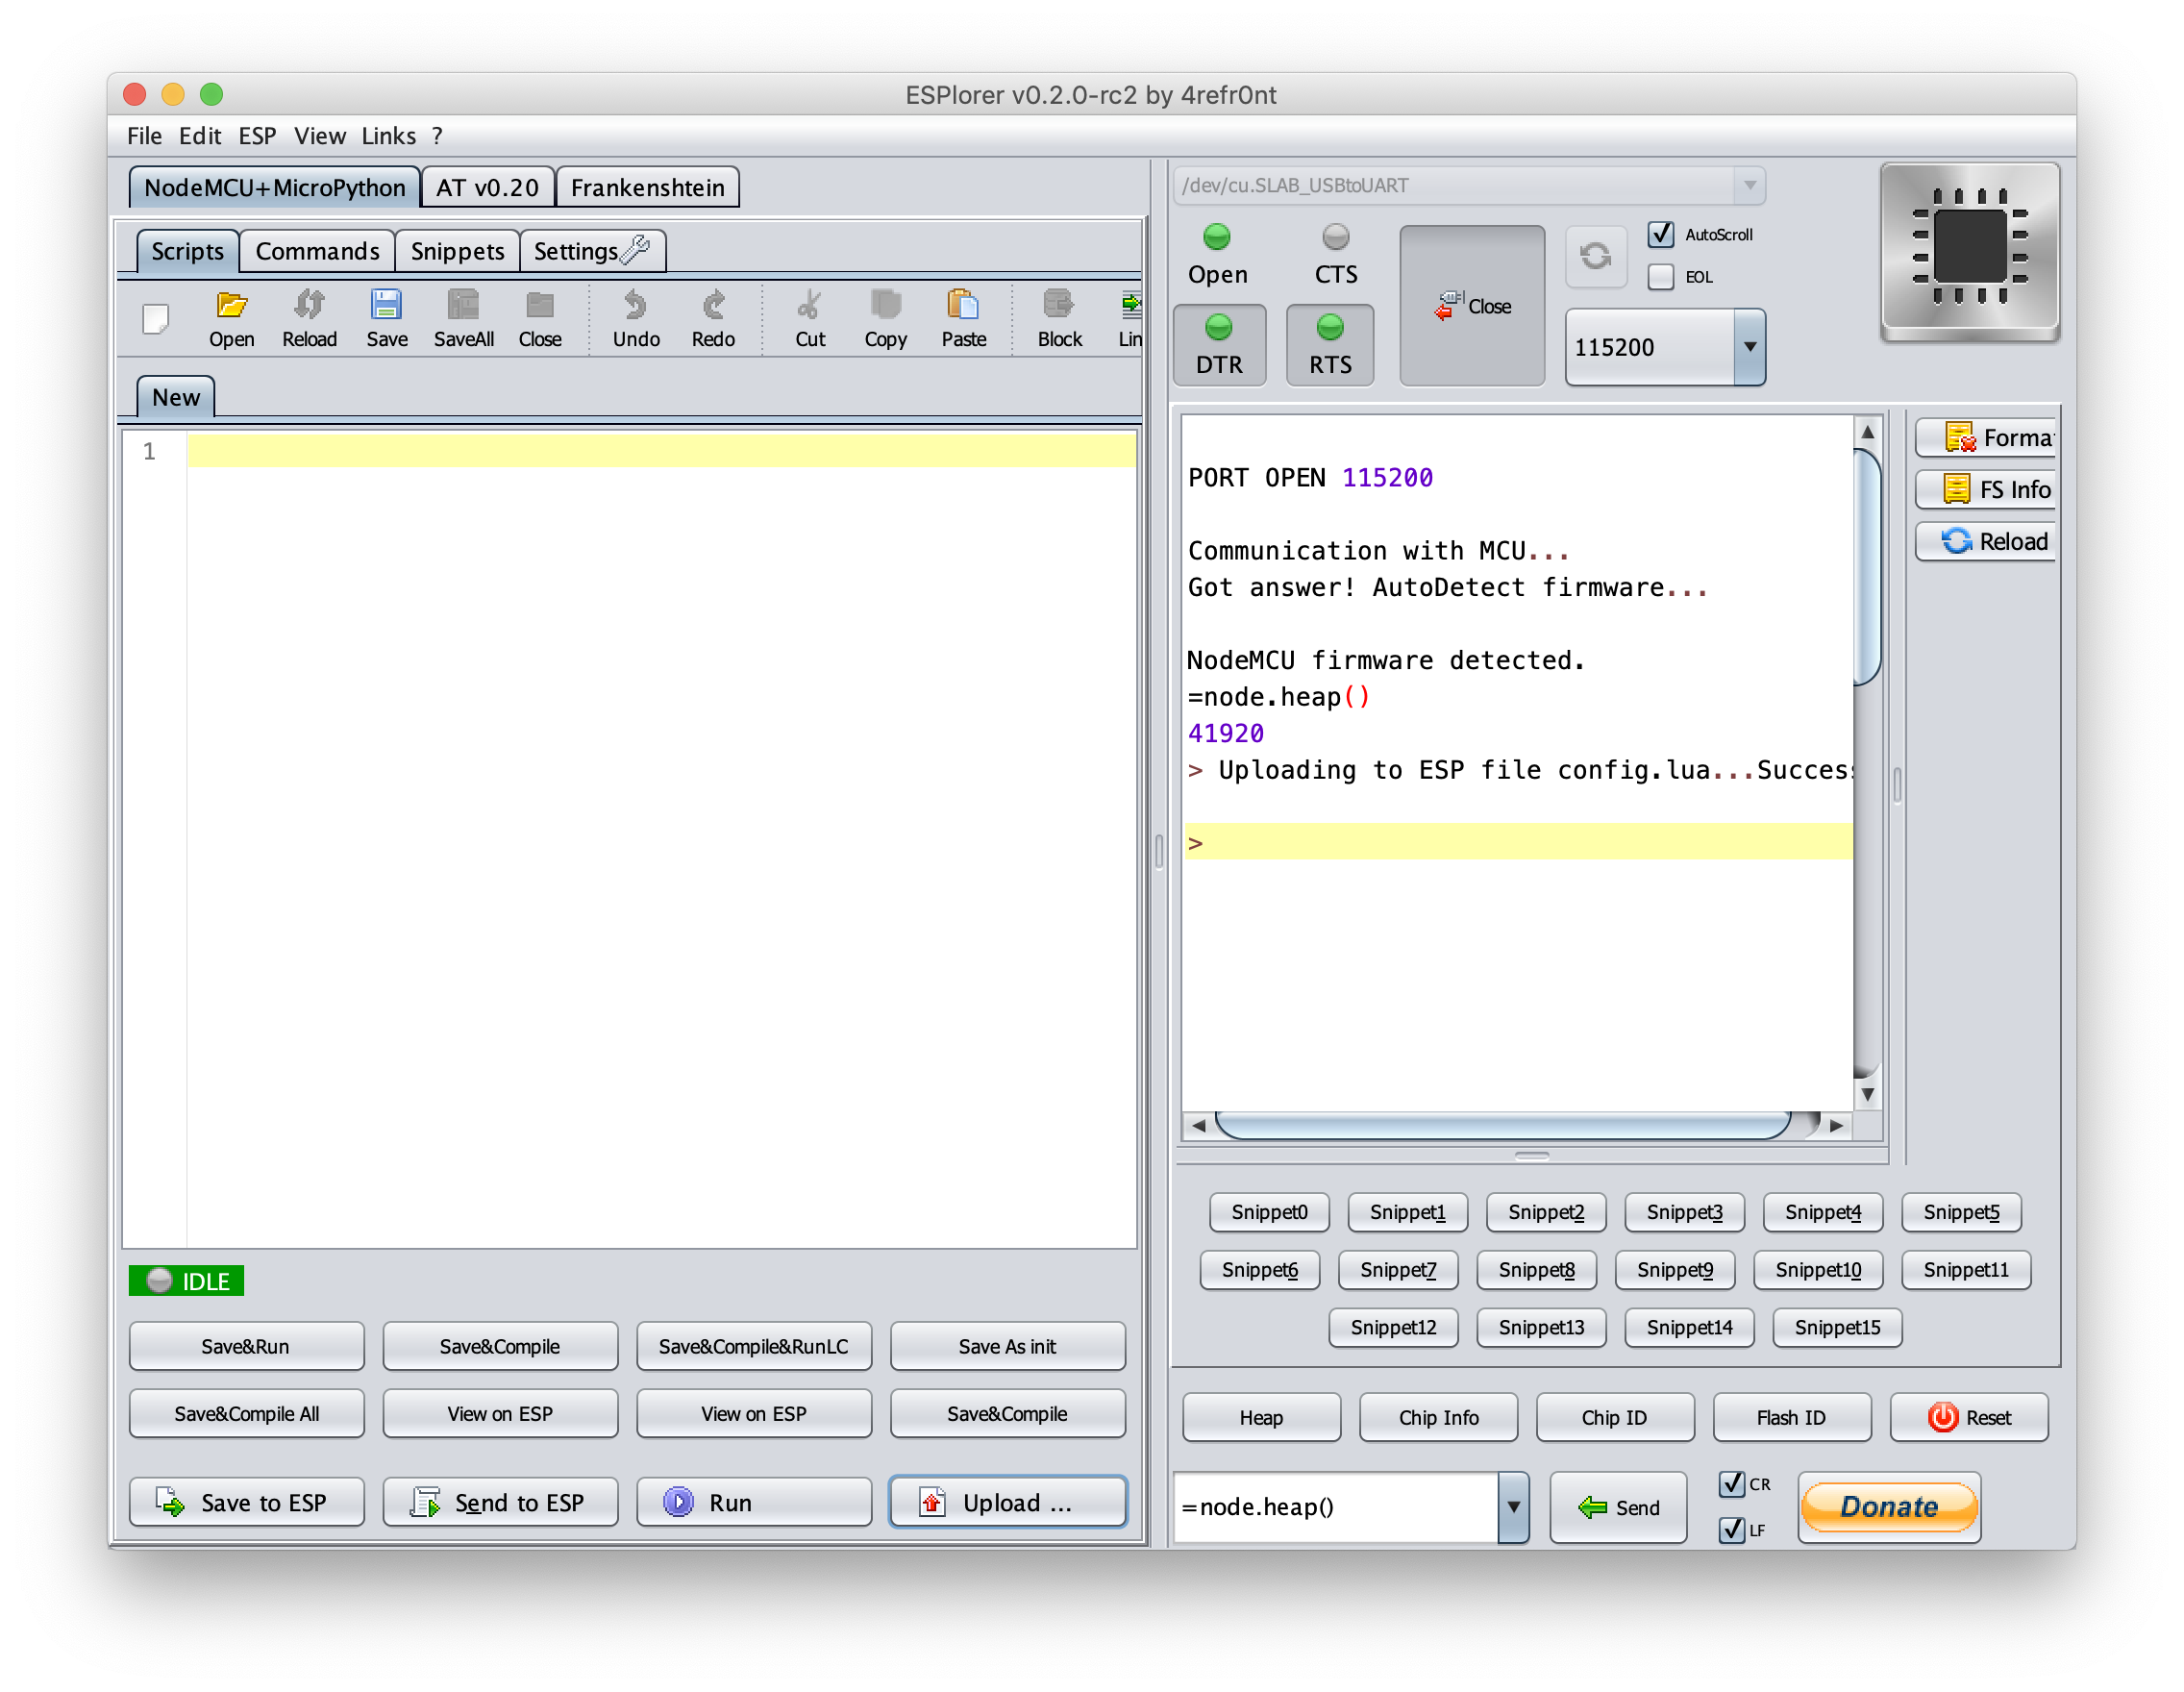 ESPlorer v0.2.0-rc2 by 4refr0nt
File Edit ESP View Links ?
NodeMCU+MicroPython AT v0.20 Frankenshtein
Scripts Commands Snippets Settings
Open Reload Save SaveAll Close Undo Redo Cut Copy Paste Block Lin
New
1
IDLE
Save&Run Save&Compile Save&Compile&RunLC Save As init
Save&Compile All View on ESP View on ESP Save&Compile
Save to ESP Send to ESP Run Upload ...
/dev/cu.SLAB_USBtoUART
Open CTS Close AutoScroll
EOL
DTR RTS 115200
PORT OPEN 115200
Communication with MCU...
Got answer! AutoDetect firmware...
NodeMCU firmware detected.
=node.heap()
41920
> Uploading to ESP file config.lua...Succes
>
Forma
FS Info
Reload
Snippet0 Snippet1 Snippet2 Snippet3 Snippet4 Snippet5
Snippet6 Snippet7 Snippet8 Snippet9 Snippet10 Snippet11
Snippet12 Snippet13 Snippet14 Snippet15
Heap Chip Info Chip ID Flash ID Reset
=node.heap() Send CR Donate
LF